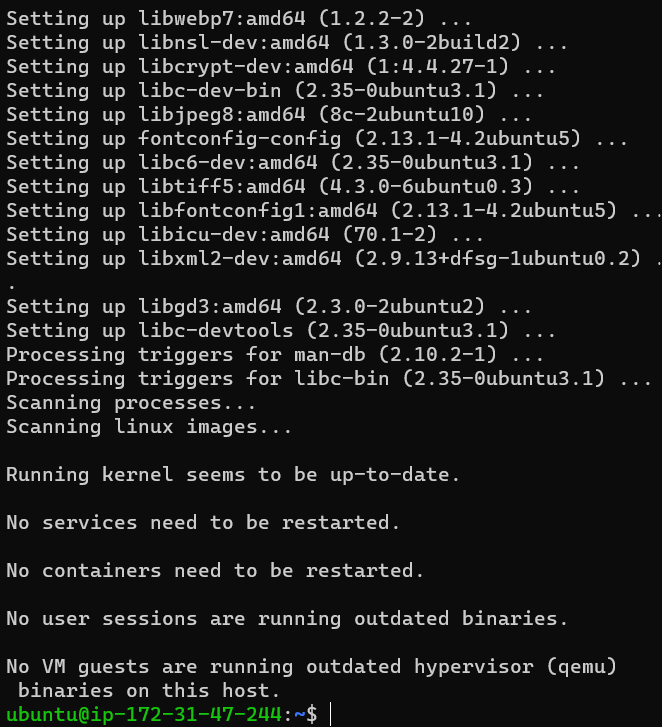 Setting up libwebp7:amd64 (1.2.2-2) ...
Setting up libnsl-dev:amd64 (1.3.0-2build2) ...
Setting up libcrypt-dev:amd64 (1:4.4.27-1) ...
Setting up libc-dev-bin (2.35-0ubuntu3.1) ...
Setting up libjpeg8:amd64 (8c-2ubuntu10) ...
Setting up fontconfig-config (2.13.1-4.2ubuntu5) ...
Setting up libc6-dev:amd64 (2.35-0ubuntu3.1) ...
Setting up libtiff5:amd64 (4.3.0-6ubuntu0.3) ...
Setting up libfontconfig1:amd64 (2.13.1-4.2ubuntu5) ...
Setting up libicu-dev:amd64 (70.1-2) ...
Setting up libxml2-dev:amd64 (2.9.13+dfsg-1ubuntu0.2) .
.
Setting up libgd3:amd64 (2.3.0-2ubuntu2) ...
Setting up libc-devtools (2.35-0ubuntu3.1) ...
Processing triggers for man-db (2.10.2-1) ...
Processing triggers for libc-bin (2.35-0ubuntu3.1) ...
Scanning processes...
Scanning linux images...
Running kernel seems to be up-to-date.
No services need to be restarted.
No containers need to be restarted.
No user sessions are running outdated binaries.
No VM guests are running outdated hypervisor (qemu)
 binaries on this host.
ubuntu@ip-172-31-47-244:~$